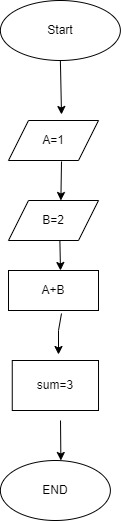 Start
A=1
B=2
A+B
sum=3
END